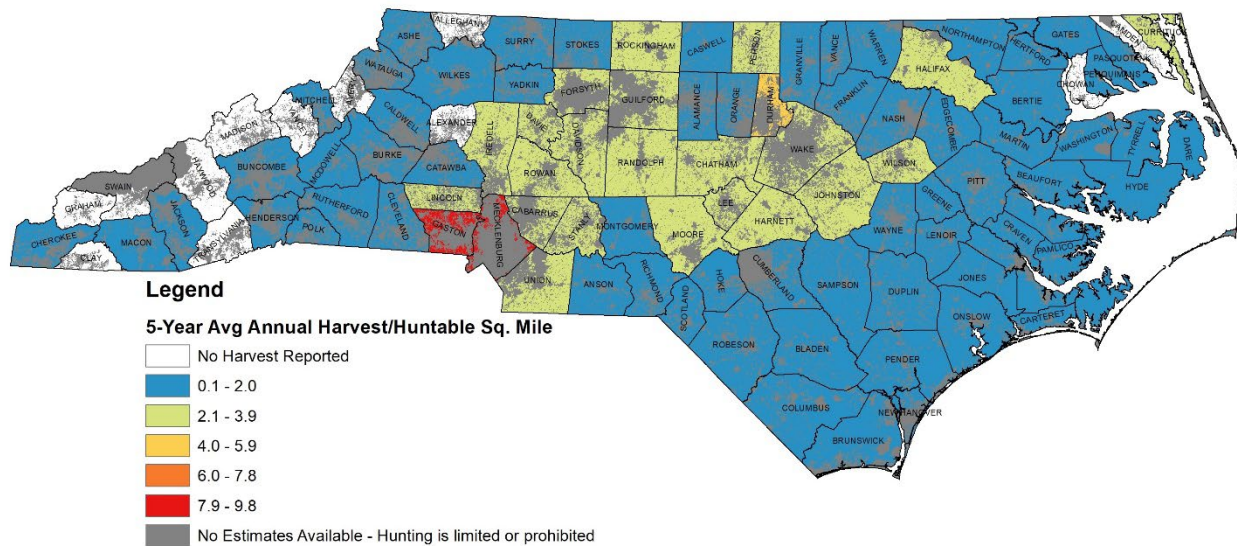 ALLEGHANY
ASHE
SURRY
STOKES
ROCKINGHAM
CASWELL
PERSON
GRANVILLE
VANCE
WARREN
NORTHAMPTON
HERTFORD
GATES
CAMDEN
CURRITUCK
PASQUOTANK
PERQUIMANS
CHOWAN
HALIFAX
WATAUGA
WILKES
YADKIN
FORSYTH
GUILFORD
ALAMANCE
ORANGE
DURHAM
FRANKLIN
NASH
EDGECOMBE
BERTIE
MARTIN
WASHINGTON
TYRRELL
DARE
MITCHELL
AVERY
CALDWELL
ALEXANDER
IREDELL
DAVIE
DAVIDSON
RANDOLPH
CHATHAM
WAKE
WILSON
MADISON
HAYWOOD
BUNCOMBE
MCDOWELL
BURKE
CATAWBA
ROWAN
JOHNSTON
PITT
BEAUFORT
HYDE
SWAIN
GRAHAM
JACKSON
HENDERSON
RUTHERFORD
CLEVELAND
LINCOLN
CABARRUS
STANLY
MONTGOMERY
MOORE
LEE
HARNETT
WAYNE
GREENE
LENOIR
CRAVEN
PAMLICO
CHEROKEE
CLAY
MACON
TRANSYLVANIA
POLK
GASTON
MECKLENBURG
UNION
ANSON
RICHMOND
SCOTLAND
HOKE
CUMBERLAND
SAMPSON
DUPLIN
JONES
ONSLOW
CARTERET
ROBESON
BLADEN
PENDER
COLUMBUS
NEW HANOVER
BRUNSWICK
Legend
5-Year Avg Annual Harvest/Huntable Sq. Mile
No Harvest Reported
0.1 - 2.0
2.1 - 3.9
4.0 - 5.9
6.0 - 7.8
7.9 - 9.8
No Estimates Available - Hunting is limited or prohibited